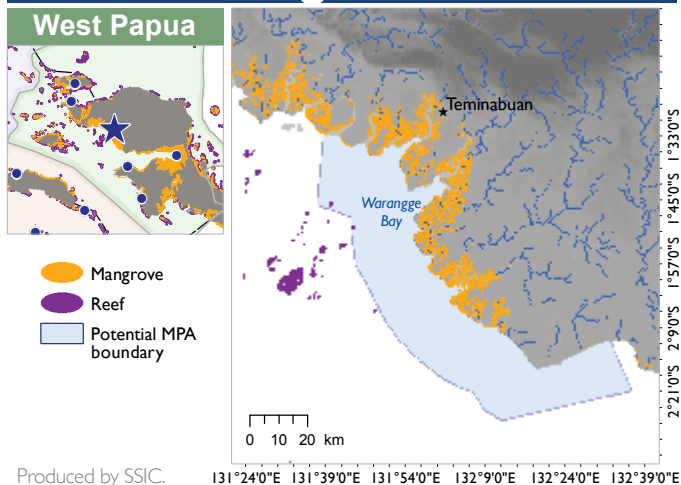 West Papua
Teminabuan
Warangge
Bay
Mangrove
Reef
Potential MPA
boundary
0 10 20 km
1°33'0"S
1°45'0"S
1°57'0"S
2°9'0"S
2°21'0"S
131°24'0"E 131°39'0"E 131°54'0"E 132°9'0"E 132°24'0"E 132°39'0"E
Produced by SSIC.